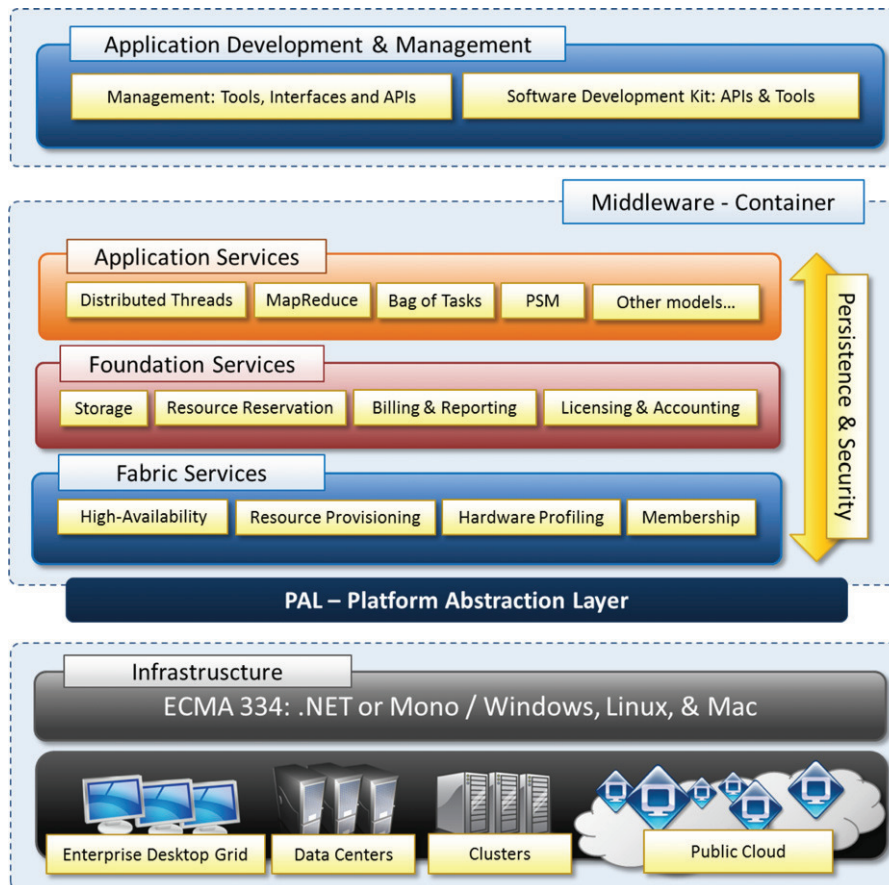 Application Development & Management
Management: Tools, Interfaces and APIs
Software Development Kit: APIs & Tools
Middleware - Container
Application Services
Distributed Threads
MapReduce
Bag of Tasks
PSM
Other models...
Foundation Services
Storage
Resource Reservation
Billing & Reporting
Licensing & Accounting
Fabric Services
High-Availability
Resource Provisioning
Hardware Profiling
Membership
Persistence & Security
PAL – Platform Abstraction Layer
Infrastruscture
ECMA 334: .NET or Mono / Windows, Linux, & Mac
Enterprise Desktop Grid
Data Centers
Clusters
Public Cloud